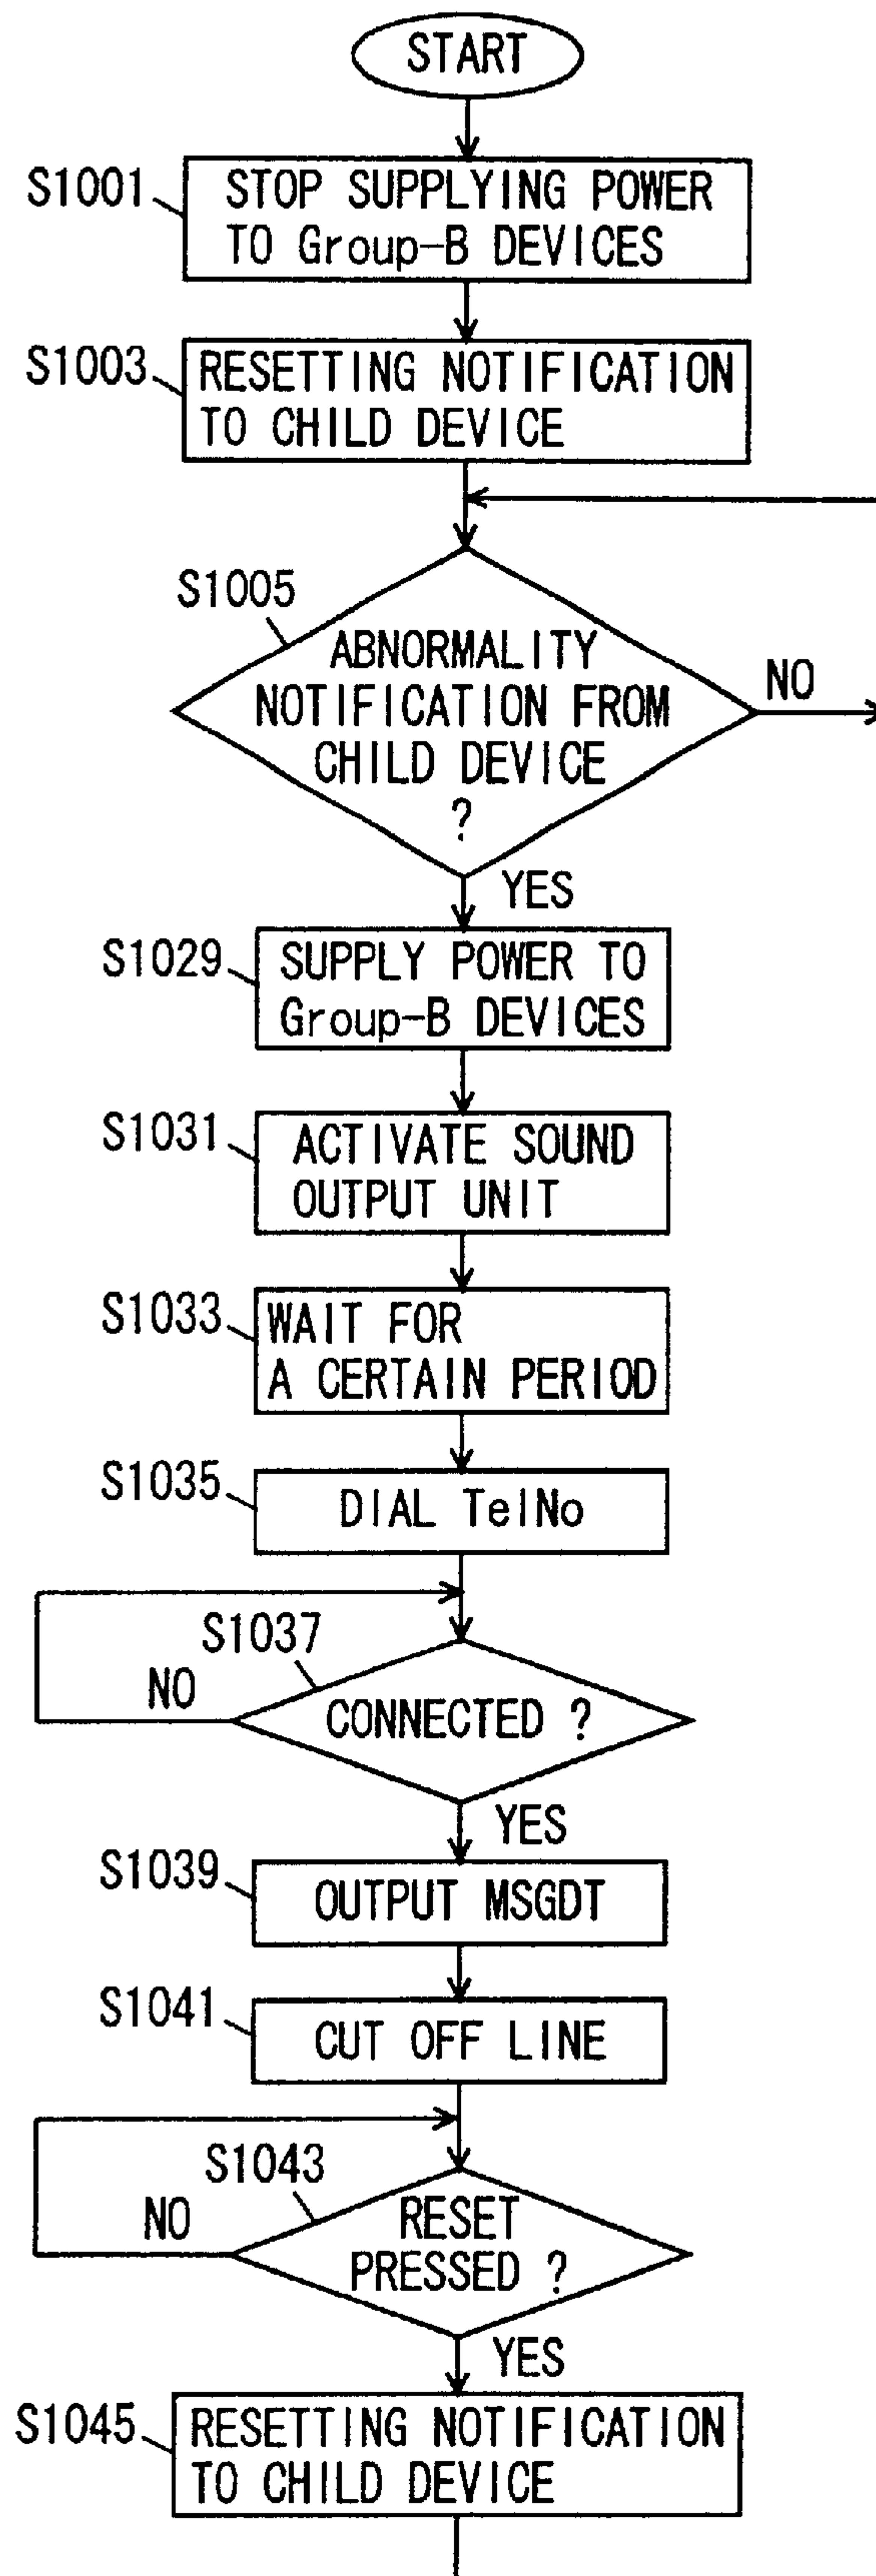 START
S1001
STOP SUPPLYING POWER
TO Group-B DEVICES
S1003
RESETTING NOTIFICATION
TO CHILD DEVICE
S1005
ABNORMALITY
NOTIFICATION FROM
CHILD DEVICE
?
NO
YES
S1029
SUPPLY POWER TO
Group-B DEVICES
S1031
ACTIVATE SOUND
OUTPUT UNIT
S1033
WAIT FOR
A CERTAIN PERIOD
S1035
DIAL TelNo
S1037
NO
CONNECTED ?
YES
S1039
OUTPUT MSGDT
S1041
CUT OFF LINE
S1043
NO
RESET
PRESSED ?
YES
S1045
RESETTING NOTIFICATION
TO CHILD DEVICE